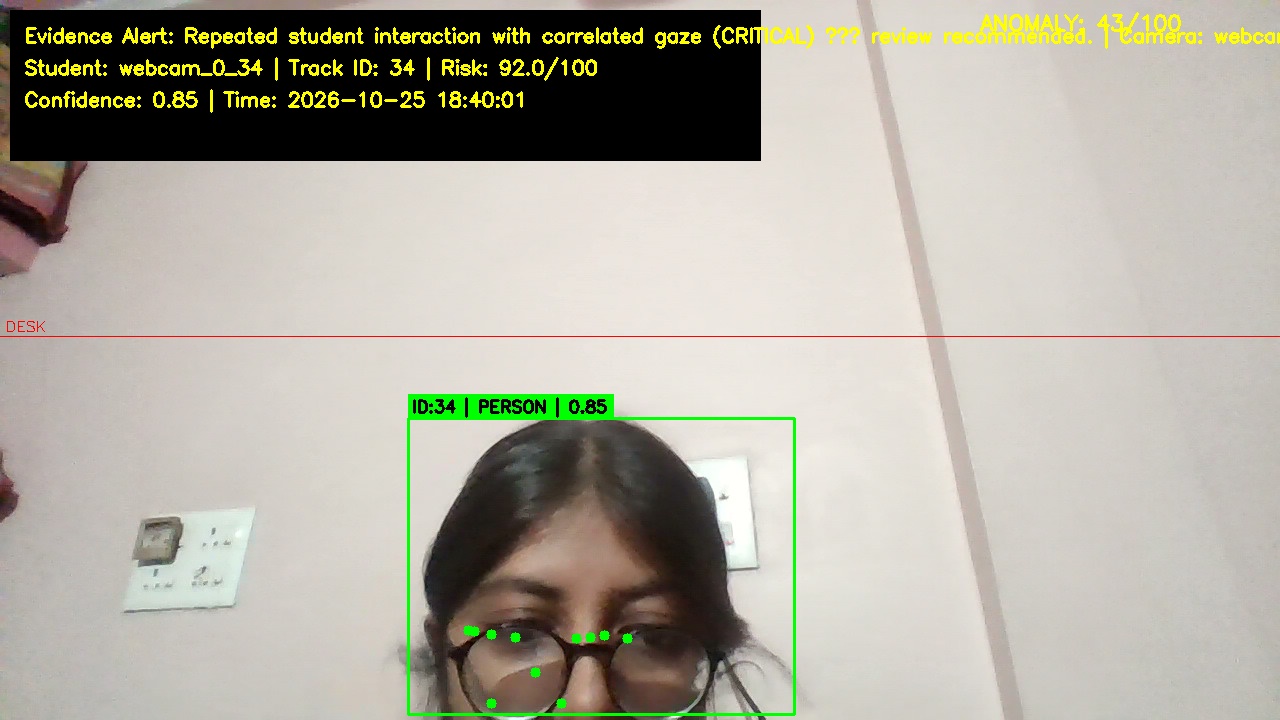 Evidence Alert: Repeated student interaction with correlated gaze (CRITICAL) ??? review recommended. | Camera: webcam
ANOMALY: 43/100
Student: webcam_0_34 | Track ID: 34 | Risk: 92.0/100
Confidence: 0.85 | Time: 2026-10-25 18:40:01
DESK
ID:34 | PERSON | 0.85